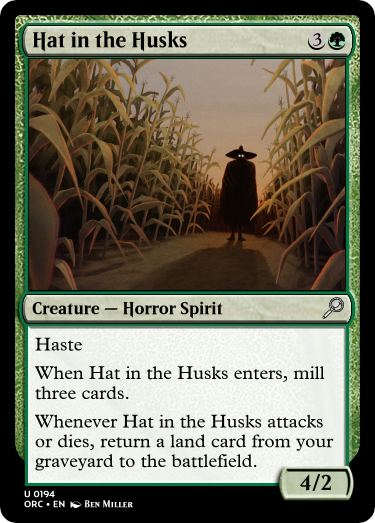 Hat in the Husks 3
Creature — Horror Spirit
Haste
When Hat in the Husks enters, mill
three cards.
Whenever Hat in the Husks attacks
or dies, return a land card from your
graveyard to the battlefield.
4/2
U 0194
ORC • EN Ben Miller